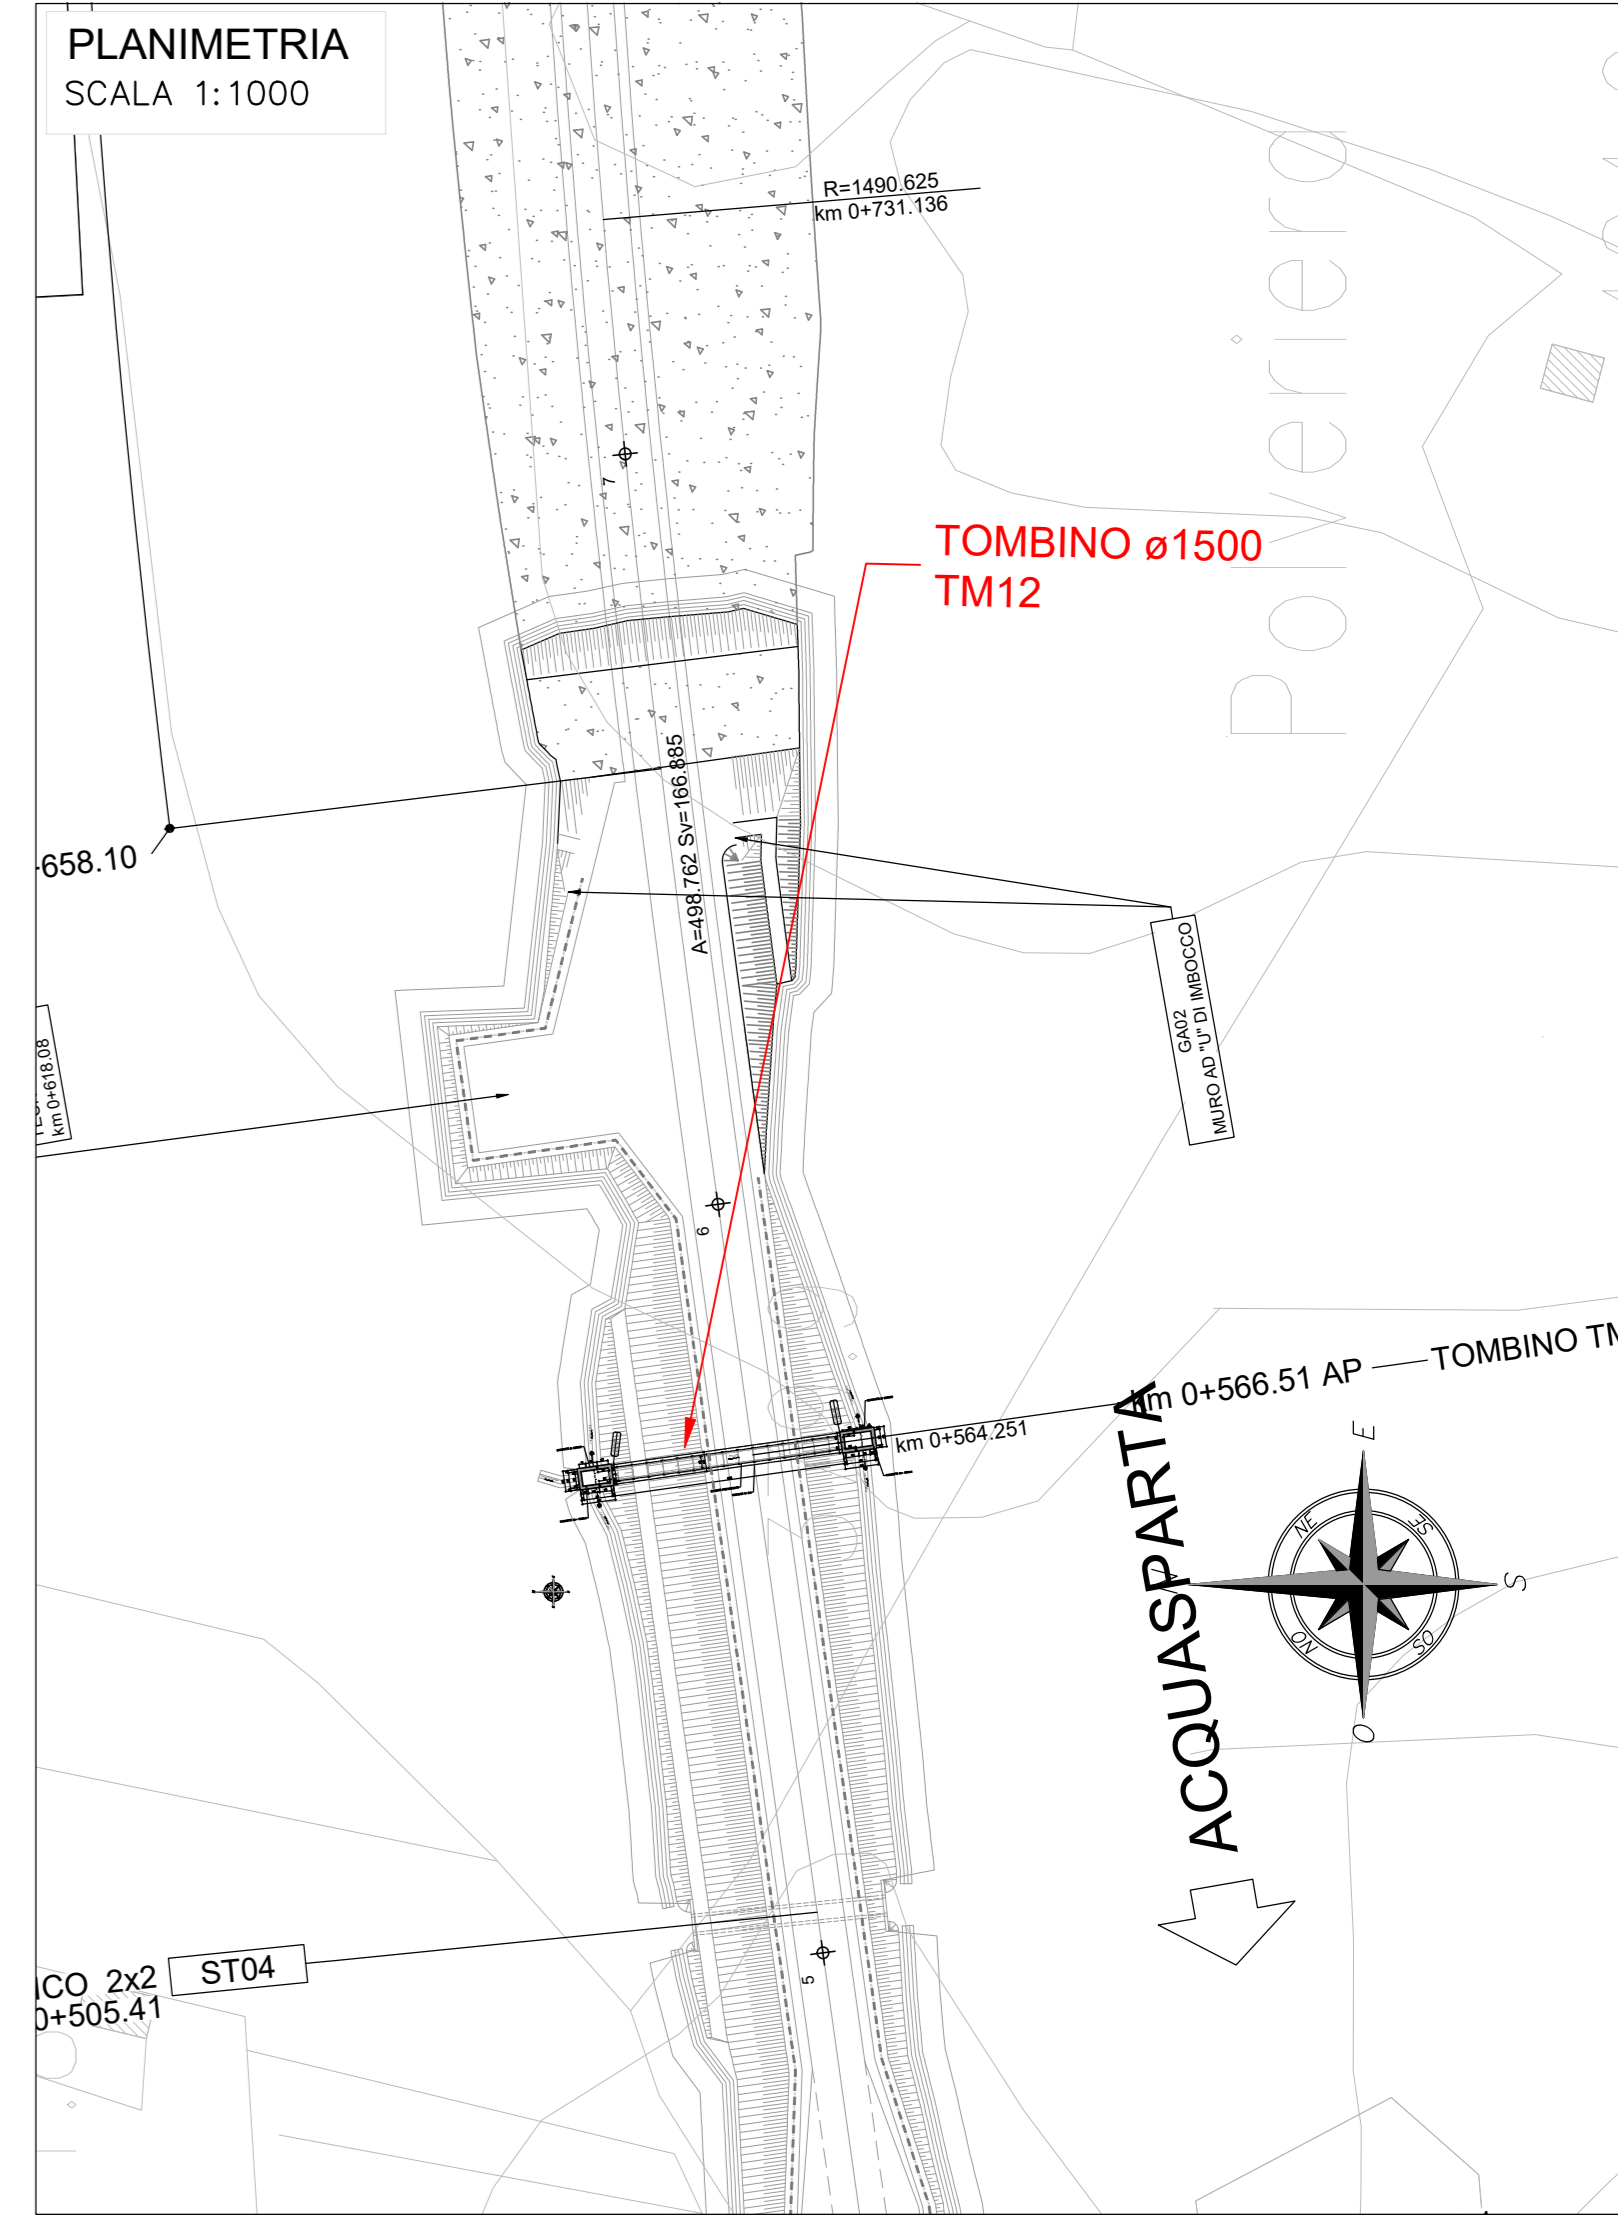 PLANIMETRIA
SCALA 1:1000
R=1490.625
km 0+731.136
Polferiera
7
TOMBINO ø1500
TM12
A=498.762 Sv=166.885
-658.10
GA02
MURO AD "U" DI IMBOCCO
km 0+618.08
6
km 0+566.51 AP
TOMBINO TM
km 0+564.251
ACQUASPARTA
E
NE
SE
N
S
NO
SO
O
ICO 2x2
0+505.41
ST04
5